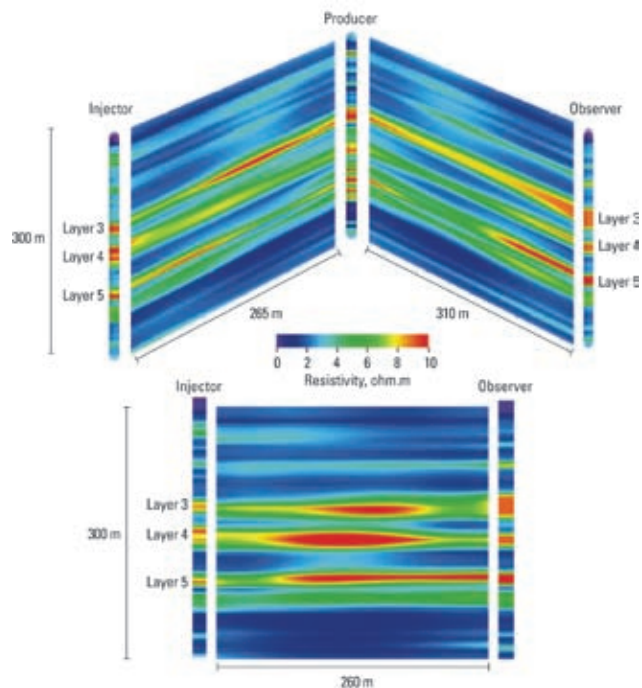 Producer
Injector
Observer
300 m
Layer 3
Layer 4
Layer 5
Layer 3
Layer 4
Layer 5
265 m
310 m
0 2 4 6 8 10
Resistivity, ohm.m
Injector
Observer
300 m
Layer 3
Layer 4
Layer 5
260 m